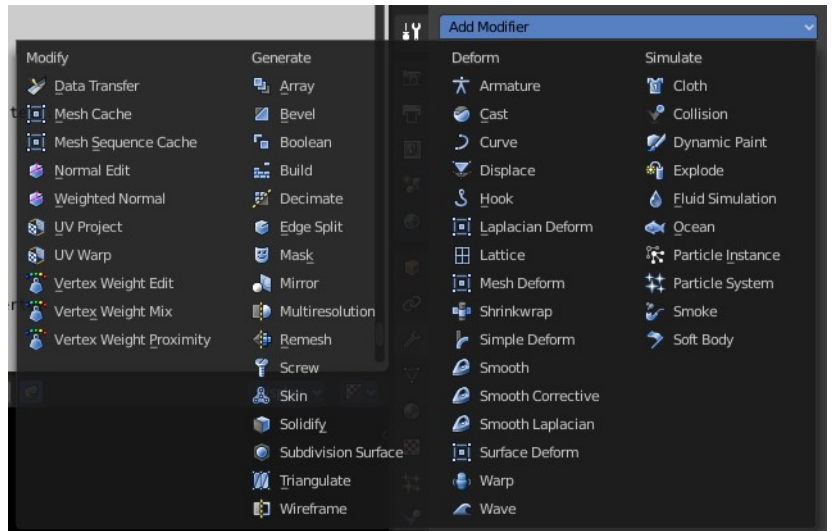 Add Modifier
Modify
Data Transfer
Mesh Cache
Mesh Sequence Cache
Normal Edit
Weighted Normal
UV Project
UV Warp
Vertex Weight Edit
Vertex Weight Mix
Vertex Weight Proximity
Generate
Array
Bevel
Boolean
Build
Decimate
Edge Split
Mask
Mirror
Multiresolution
Remesh
Screw
Skin
Solidify
Subdivision Surface
Triangulate
Wireframe
Deform
Armature
Cast
Curve
Displace
Hook
Laplacian Deform
Lattice
Mesh Deform
Shrinkwrap
Simple Deform
Smooth
Smooth Corrective
Smooth Laplacian
Surface Deform
Warp
Wave
Simulate
Cloth
Collision
Dynamic Paint
Explode
Fluid Simulation
Ocean
Particle Instance
Particle System
Smoke
Soft Body